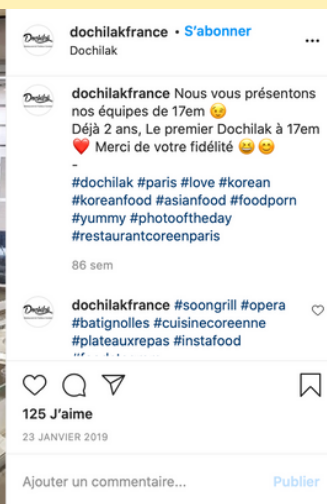 dochilakfrance • S'abonner
Dochilak
dochilakfrance Nous vous présentons
nos équipes de 17em 😉
Déjà 2 ans, Le premier Dochilak à 17em
❤️ Merci de votre fidélité 😀 😊
-
#dochilak #paris #love #korean
#koreanfood #asianfood #foodporn
#yummy #photooftheday
#restaurantcoreenparis
86 sem
dochilakfrance #soongrill #opera
#batignolles #cuisinecoreenne
#plateauxrepas #instafood
125 J'aime
23 JANVIER 2019
Ajouter un commentaire... Publier